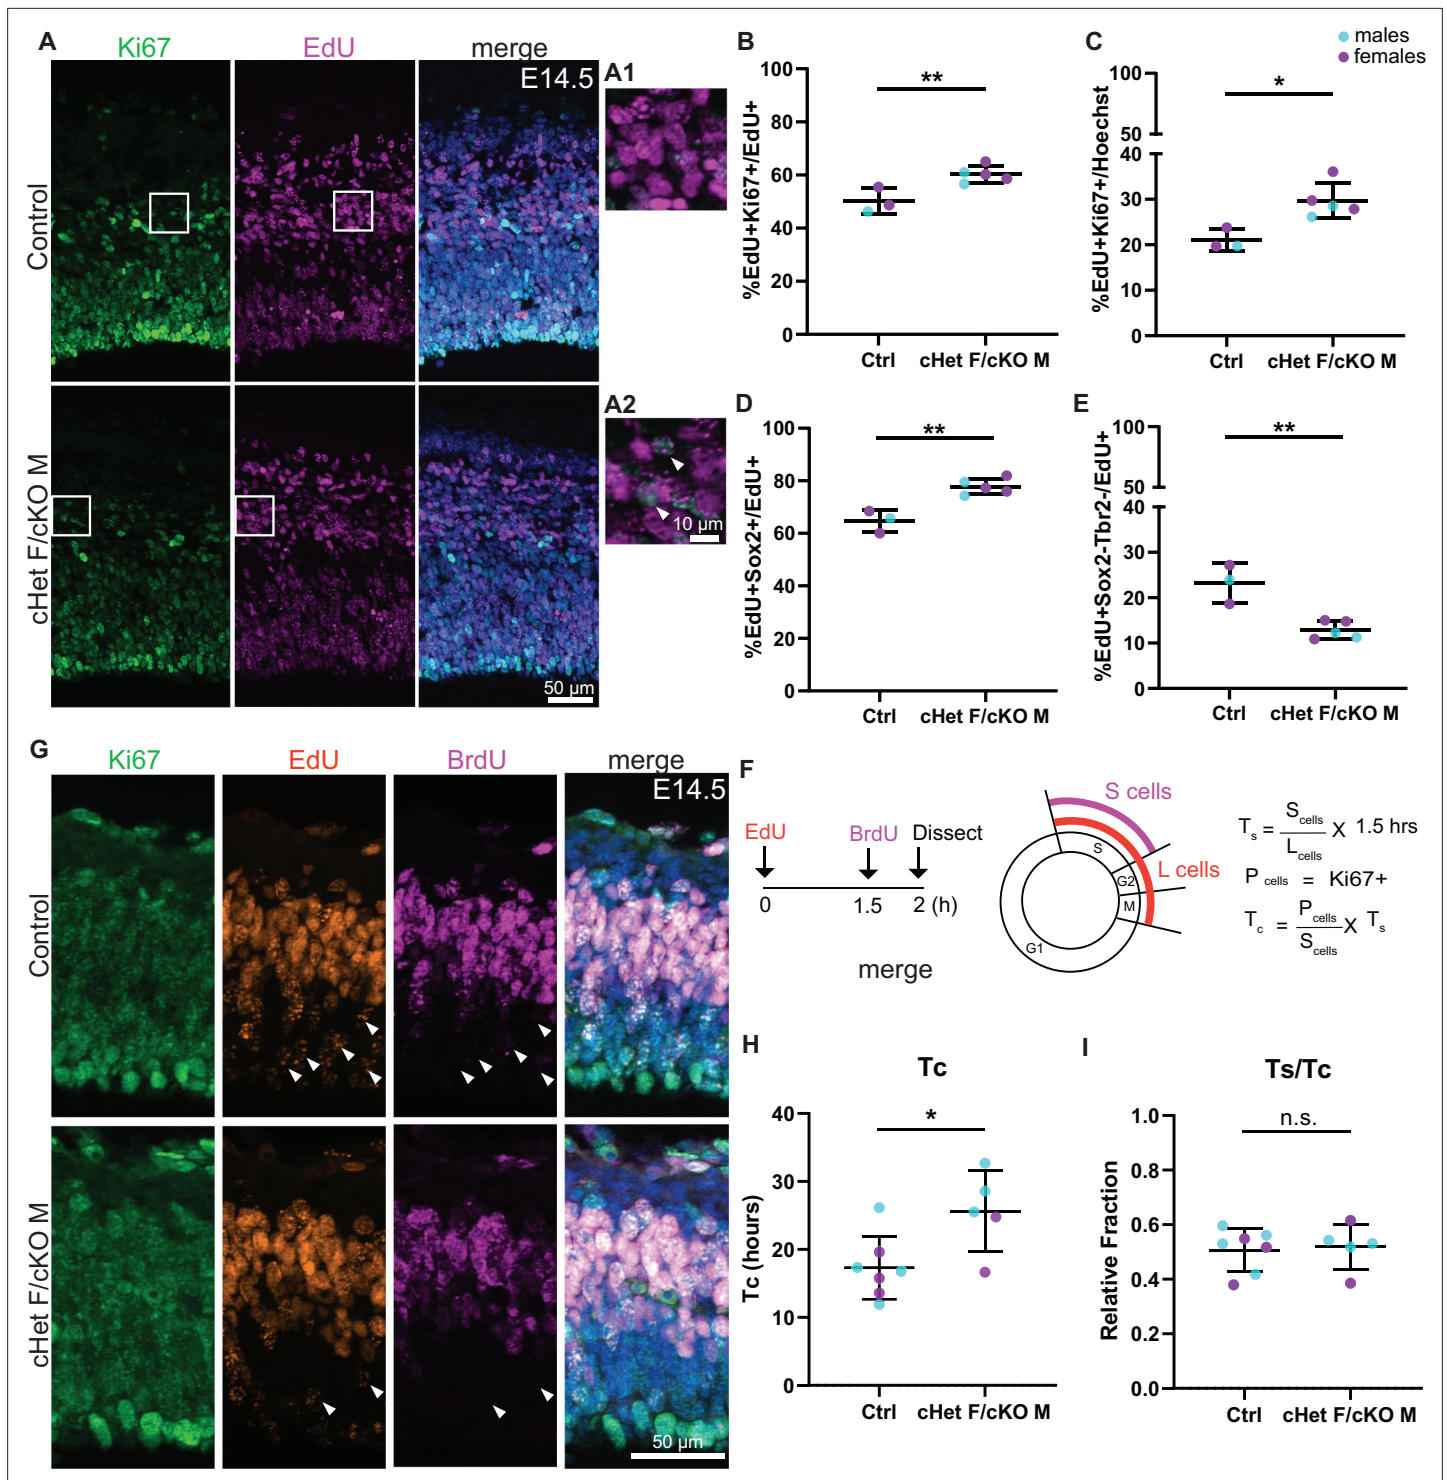 A
Ki67
EdU
merge
E14.5
Control
cHet F/cKO M
50 µm
A1
A2
10 µm
B
%EdU+Ki67+/EdU+
100
80
60
40
20
0
**
Ctrl
cHet F/cKO M
C
males
females
%EdU+Ki67+/Hoechst
100
50
40
30
20
10
0
*
Ctrl
cHet F/cKO M
D
%EdU+Sox2+/EdU+
100
80
60
40
20
0
**
Ctrl
cHet F/cKO M
E
%EdU+Sox2-Tbr2-/EdU+
100
50
40
30
20
10
0
**
Ctrl
cHet F/cKO M
G
Ki67
EdU
BrdU
merge
E14.5
Control
cHet F/cKO M
50 µm
F
EdU
BrdU
Dissect
0
1.5
2 (h)
S cells
L cells
S
G2
M
G1
merge
Ts = Scells / Lcells X 1.5 hrs
P cells = Ki67+
Tc = Pcells / Scells X Ts
H
Tc
Tc (hours)
40
30
20
10
0
*
Ctrl
cHet F/cKO M
I
Ts/Tc
Relative Fraction
1.0
0.8
0.6
0.4
0.2
0.0
n.s.
Ctrl
cHet F/cKO M